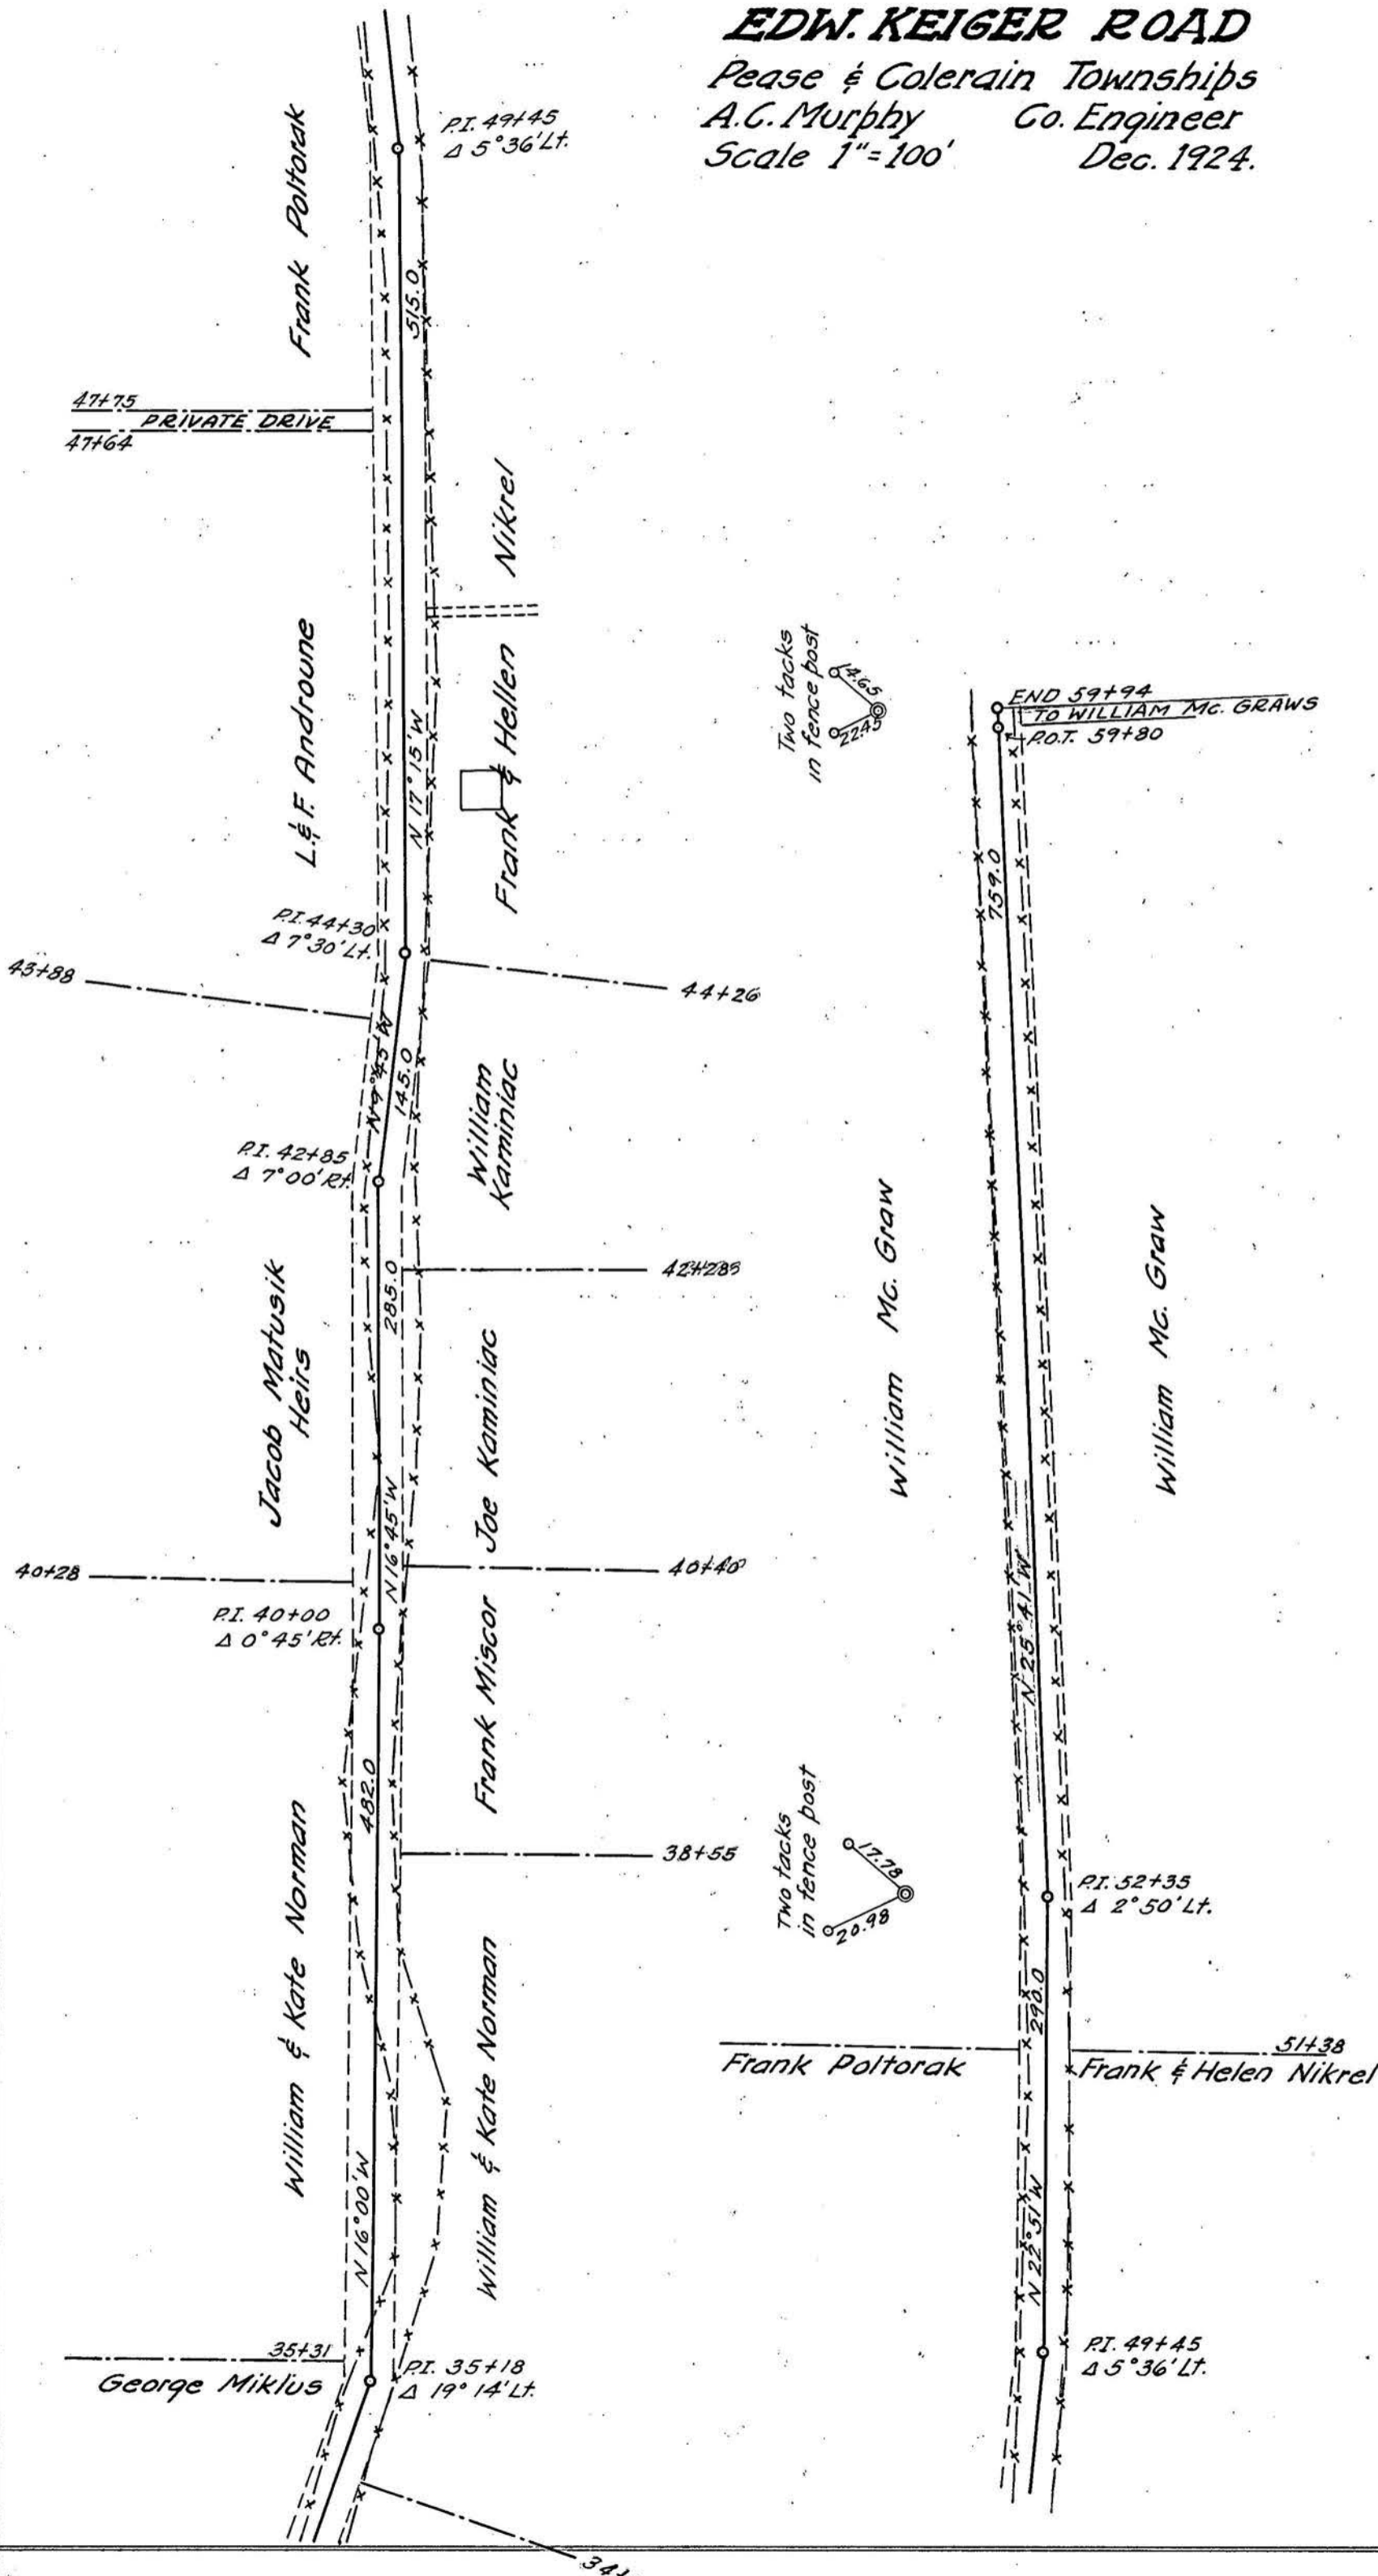 EDW. KEIGER ROAD
Pease & Colerain Townships
A.C. Murphy Co. Engineer
Scale 1"=100' Dec. 1924.
P.I. 49+45
Δ 5°36' Lt.
Frank Poltorak
515.0
47+75
PRIVATE DRIVE
47+64
Frank & Hellen Nikrel
L. & F. Androune
N 17°15' W
P.I. 44+30
Δ 7°30' Lt.
43+88
44+26
N 9°45' W
145.0
William
Kaminiac
P.I. 42+85
Δ 7°00' Rt.
285.0
Jacob Matusik
Heirs
Joe Kaminiac
N 16°45' W
40+28
40+40
P.I. 40+00
Δ 0°45' Rt.
Frank Miscor
482.0
38+55
William & Kate Norman
William & Kate Norman
N 16°00' W
35+31
George Miklus
P.I. 35+18
Δ 19°14' Lt.
Two tacks
in fence post
14.65
22.45
END 59+94
TO WILLIAM Mc. GRAWS
P.O.T. 59+80
759.0
William Mc. Graw
William Mc. Graw
N 25°41' W
Two tacks
in fence post
17.78
20.98
P.I. 52+35
Δ 2°50' Lt.
290.0
51+38
Frank Poltorak
Frank & Helen Nikrel
N 22°51' W
P.I. 49+45
Δ 5°36' Lt.